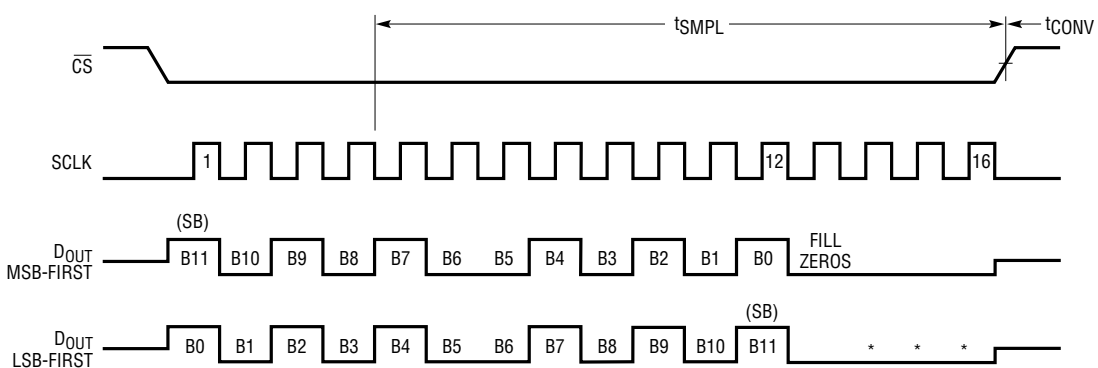 tSMPL tCONV
CS
SCLK 1 12 16
(SB)
DOUT
MSB-FIRST B11 B10 B9 B8 B7 B6 B5 B4 B3 B2 B1 B0 FILL
ZEROS
(SB)
DOUT
LSB-FIRST B0 B1 B2 B3 B4 B5 B6 B7 B8 B9 B10 B11 * * *